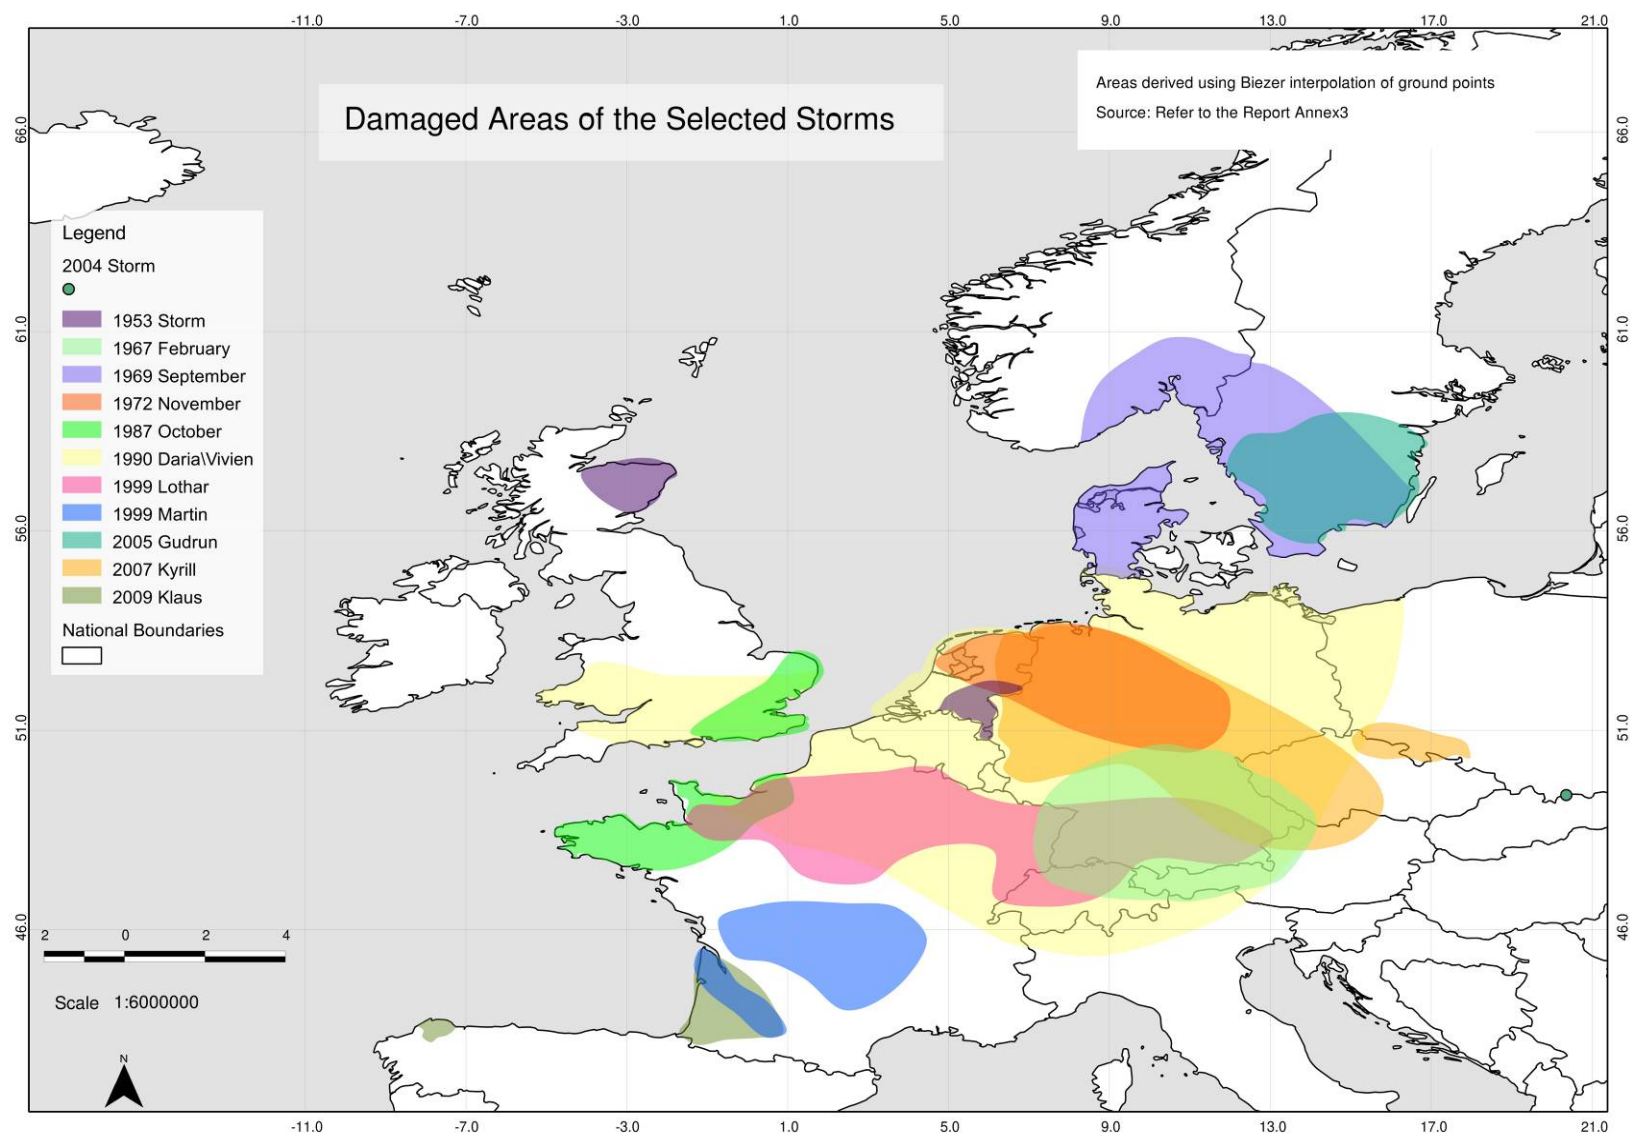 -11.0 -7.0 -3.0 1.0 5.0 9.0 13.0 17.0 21.0
Damaged Areas of the Selected Storms
Areas derived using Biezer interpolation of ground points
Source: Refer to the Report Annex3
66.0 66.0
Legend
2004 Storm
1953 Storm
1967 February
1969 September
1972 November
1987 October
1990 Daria\Vivien
1999 Lothar
1999 Martin
2005 Gudrun
2007 Kyrill
2009 Klaus
National Boundaries
61.0 61.0
56.0 56.0
51.0 51.0
46.0 46.0
2 0 2 4
Scale 1:6000000
N
-11.0 -7.0 -3.0 1.0 5.0 9.0 13.0 17.0 21.0